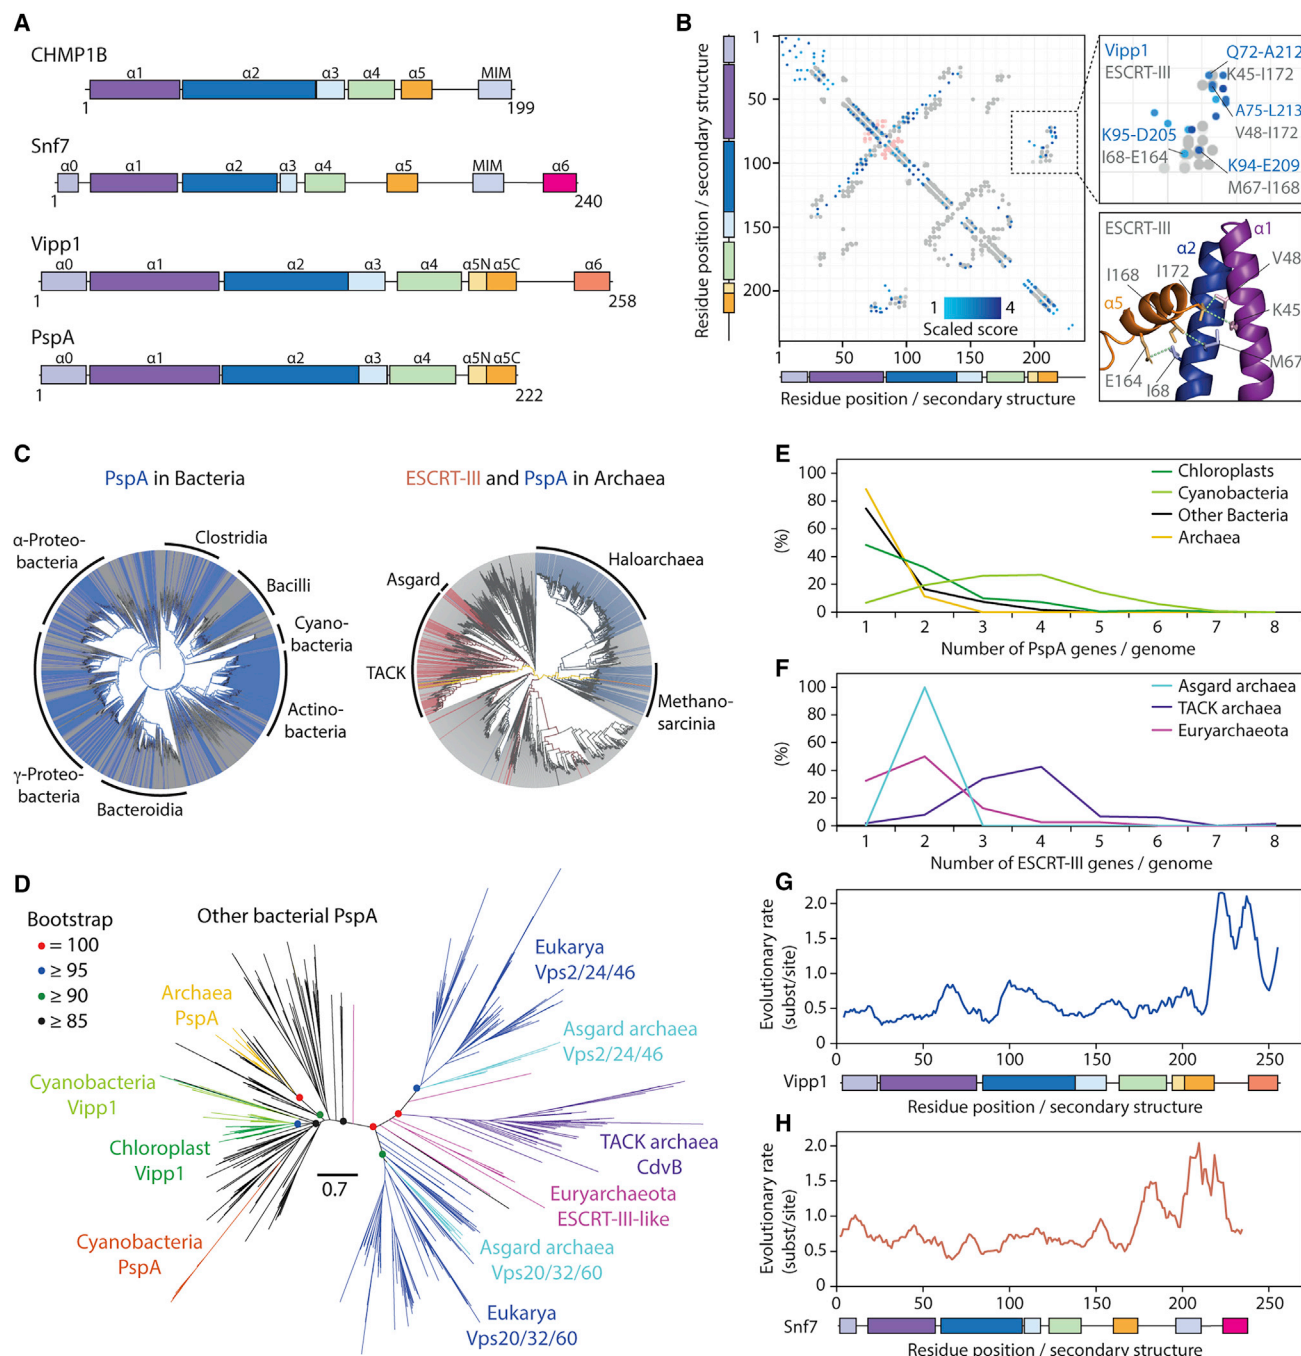 A
CHMP1B
α1 α2 α3 α4 α5 MIM
1 199
Snf7
α0 α1 α2 α3 α4 α5 MIM α6
1 240
Vipp1
α0 α1 α2 α3 α4 α5N α5C α6
1 258
PspA
α0 α1 α2 α3 α4 α5N α5C
1 222
B
Residue position / secondary structure
1
50
100
150
200
1 4
Scaled score
1 50 100 150 200
Residue position / secondary structure
Vipp1
ESCRT-III
Q72-A212
K45-I172
A75-L213
V48-I172
K95-D205
I68-E164
K94-E209
M67-I168
ESCRT-III
α1
α2
V48
I168
I172
α5
K45
M67
E164
I68
C
PspA in Bacteria
α-Proteo-
bacteria
Clostridia
Bacilli
Cyano-
bacteria
Actino-
bacteria
γ-Proteo-
bacteria
Bacteroidia
ESCRT-III and PspA in Archaea
Haloarchaea
Asgard
TACK
Methano-
sarcinia
D
Bootstrap
= 100
≥ 95
≥ 90
≥ 85
Other bacterial PspA
Archaea
PspA
Cyanobacteria
Vipp1
Chloroplast
Vipp1
Cyanobacteria
PspA
0.7
Eukarya
Vps2/24/46
Asgard archaea
Vps2/24/46
TACK archaea
CdvB
Euryarchaeota
ESCRT-III-like
Asgard archaea
Vps20/32/60
Eukarya
Vps20/32/60
E
(%)
100
80
60
40
20
0
Chloroplasts
Cyanobacteria
Other Bacteria
Archaea
1 2 3 4 5 6 7 8
Number of PspA genes / genome
F
(%)
100
80
60
40
20
0
Asgard archaea
TACK archaea
Euryarchaeota
1 2 3 4 5 6 7 8
Number of ESCRT-III genes / genome
G
Evolutionary rate
(subst/site)
2.0
1.5
1.0
0.5
0
0 50 100 150 200 250
Vipp1
Residue position / secondary structure
H
Evolutionary rate
(subst/site)
2.0
1.5
1.0
0.5
0
0 50 100 150 200 250
Snf7
Residue position / secondary structure